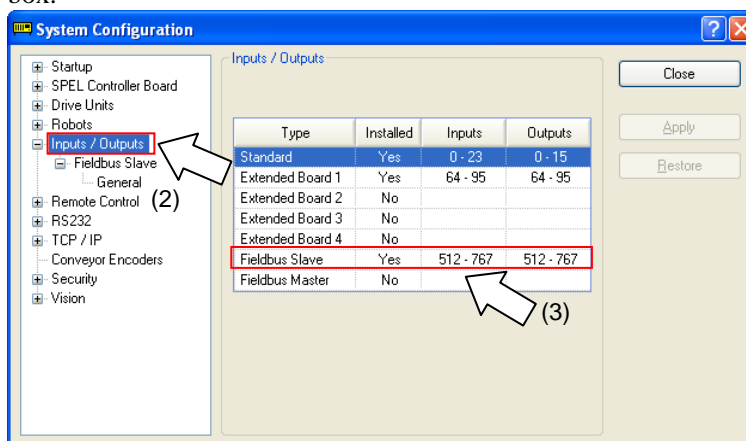 System Configuration
Startup
SPEL Controller Board
Drive Units
Robots
Inputs / Outputs
Fieldbus Slave
General
(2)
Remote Control
RS232
TCP / IP
Conveyor Encoders
Security
Vision
Inputs / Outputs
Type Installed Inputs Outputs
Standard Yes 0 - 23 0 - 15
Extended Board 1 Yes 64 - 95 64 - 95
Extended Board 2 No
Extended Board 3 No
Extended Board 4 No
Fieldbus Slave Yes 512 - 767 512 - 767
Fieldbus Master No
(3)
Close
Apply
Restore